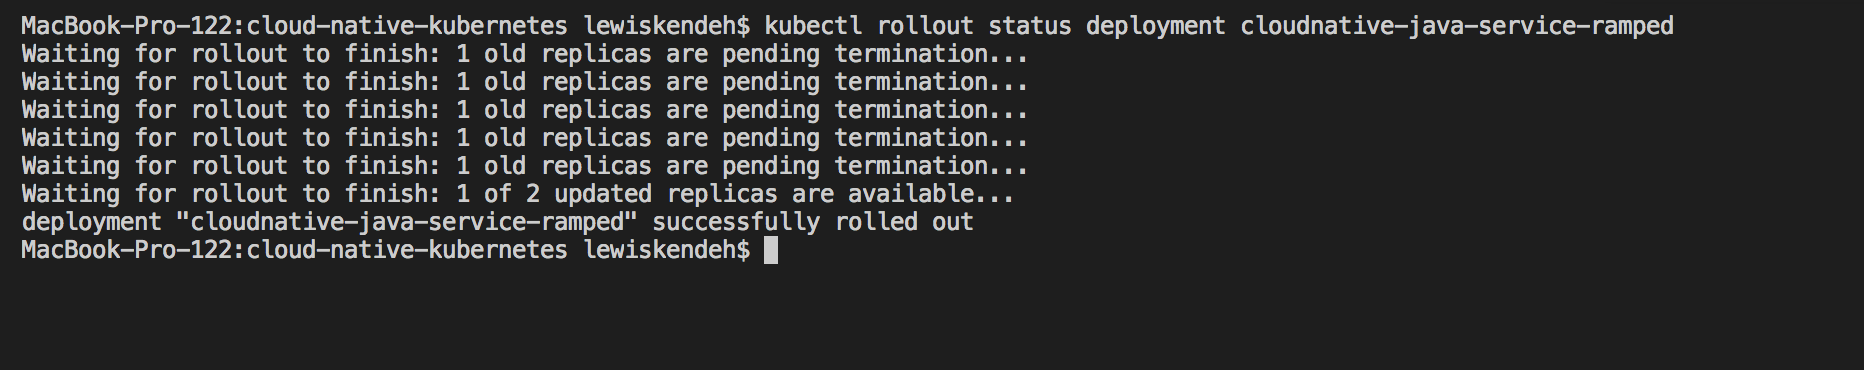 MacBook-Pro-122:cloud-native-kubernetes lewiskendeh$ kubectl rollout status deployment cloudnative-java-service-ramped
Waiting for rollout to finish: 1 old replicas are pending termination...
Waiting for rollout to finish: 1 old replicas are pending termination...
Waiting for rollout to finish: 1 old replicas are pending termination...
Waiting for rollout to finish: 1 old replicas are pending termination...
Waiting for rollout to finish: 1 old replicas are pending termination...
Waiting for rollout to finish: 1 of 2 updated replicas are available...
deployment "cloudnative-java-service-ramped" successfully rolled out
MacBook-Pro-122:cloud-native-kubernetes lewiskendeh$